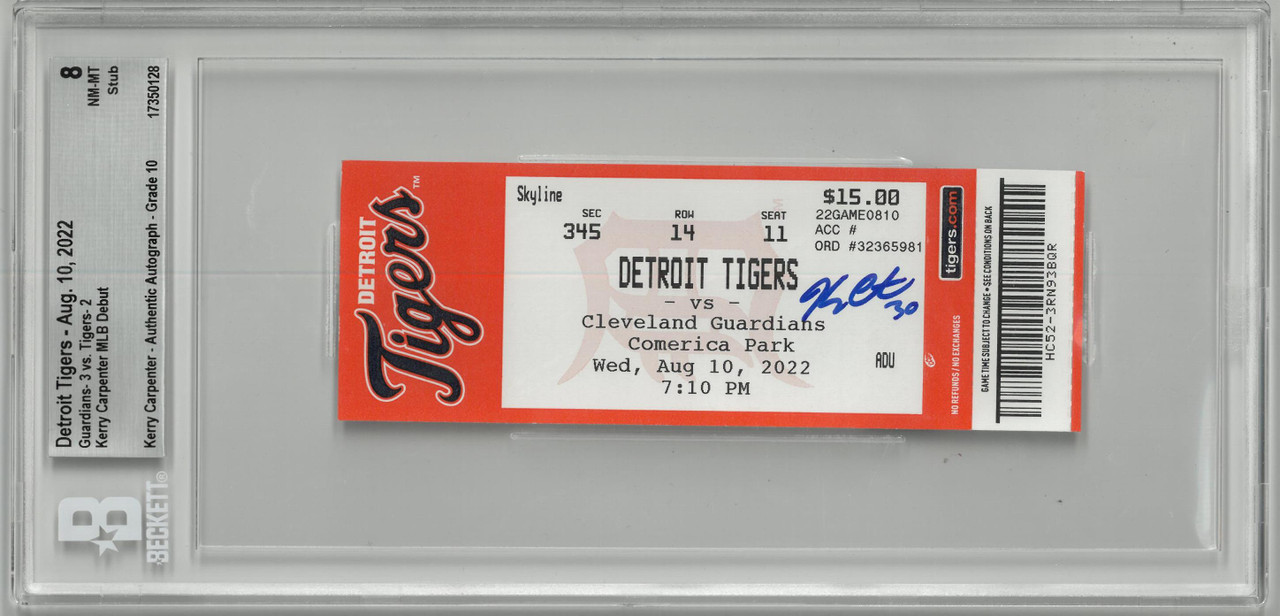 Detroit Tigers - Aug. 10, 2022
Guardians- 3 vs. Tigers- 2
Kerry Carpenter MLB Debut
Kerry Carpenter - Authentic Autograph - Grade 10
8
NM-MT
Stub
17350128
B
BECKETT®
DETROIT
Tigers™
Skyline
SEC ROW SEAT
345 14 11
$15.00
22GAME0810
ACC #
ORD #32365981
DETROIT TIGERS
- vs -
Cleveland Guardians
Comerica Park
Wed, Aug 10, 2022
7:10 PM
ADU
30
tigers.com
NO REFUNDS / NO EXCHANGES
GAME TIME SUBJECT TO CHANGE - SEE CONDITIONS ON BACK
HC52-3RN93BQR